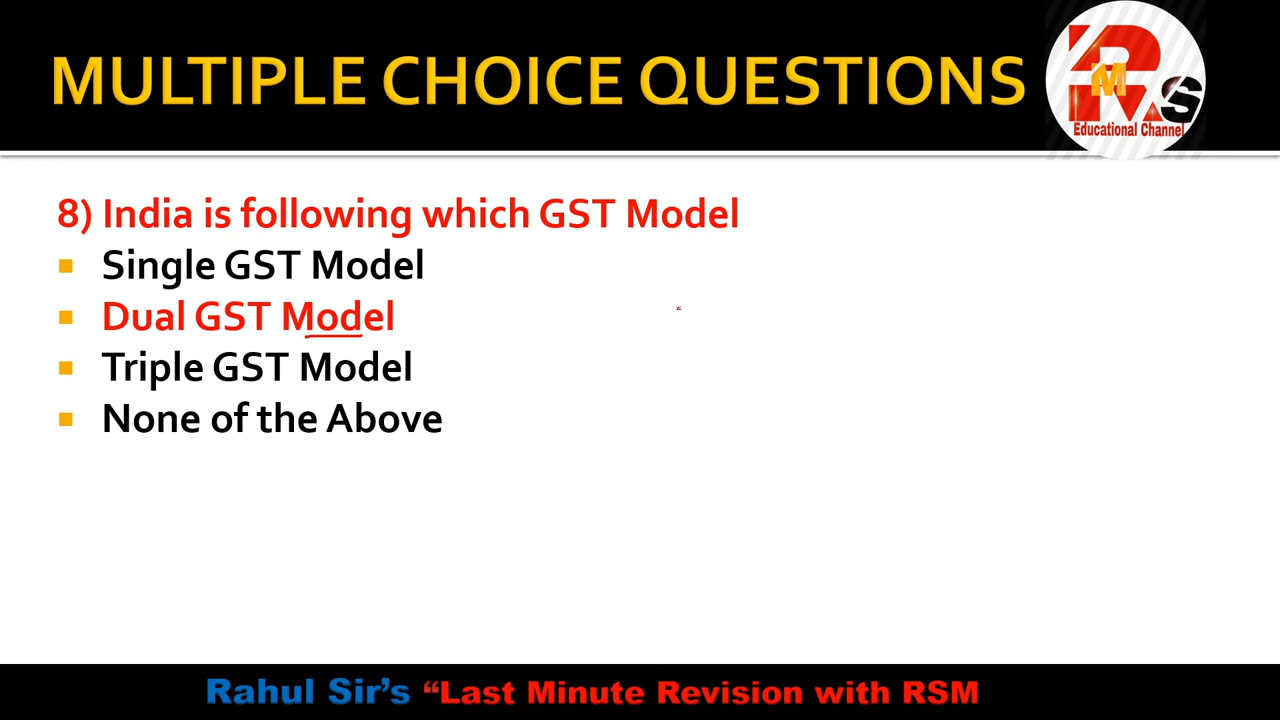 MULTIPLE CHOICE QUESTIONS
RMS
Educational Channel
8) India is following which GST Model
Single GST Model
Dual GST Model
Triple GST Model
None of the Above
Rahul Sir's “Last Minute Revision with RSM